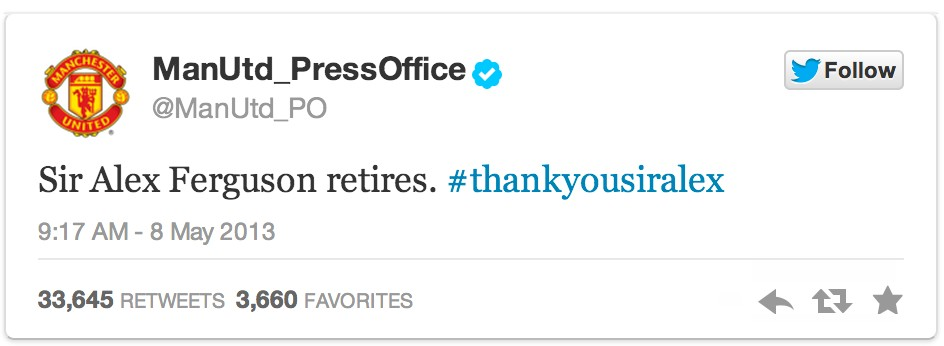 MANCHESTER
UNITED
ManUtd_PressOffice
@ManUtd_PO
Follow
Sir Alex Ferguson retires. #thankyousiralex
9:17 AM - 8 May 2013
33,645 RETWEETS 3,660 FAVORITES